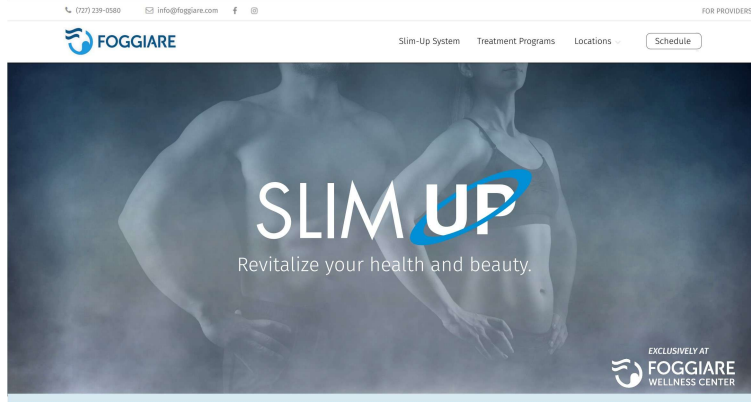 (727) 239-0580 info@foggiare.com FOR PROVIDERS
FOGGIARE Slim-Up System Treatment Programs Locations Schedule
SLIM UP
Revitalize your health and beauty.
EXCLUSIVELY AT
FOGGIARE
WELLNESS CENTER